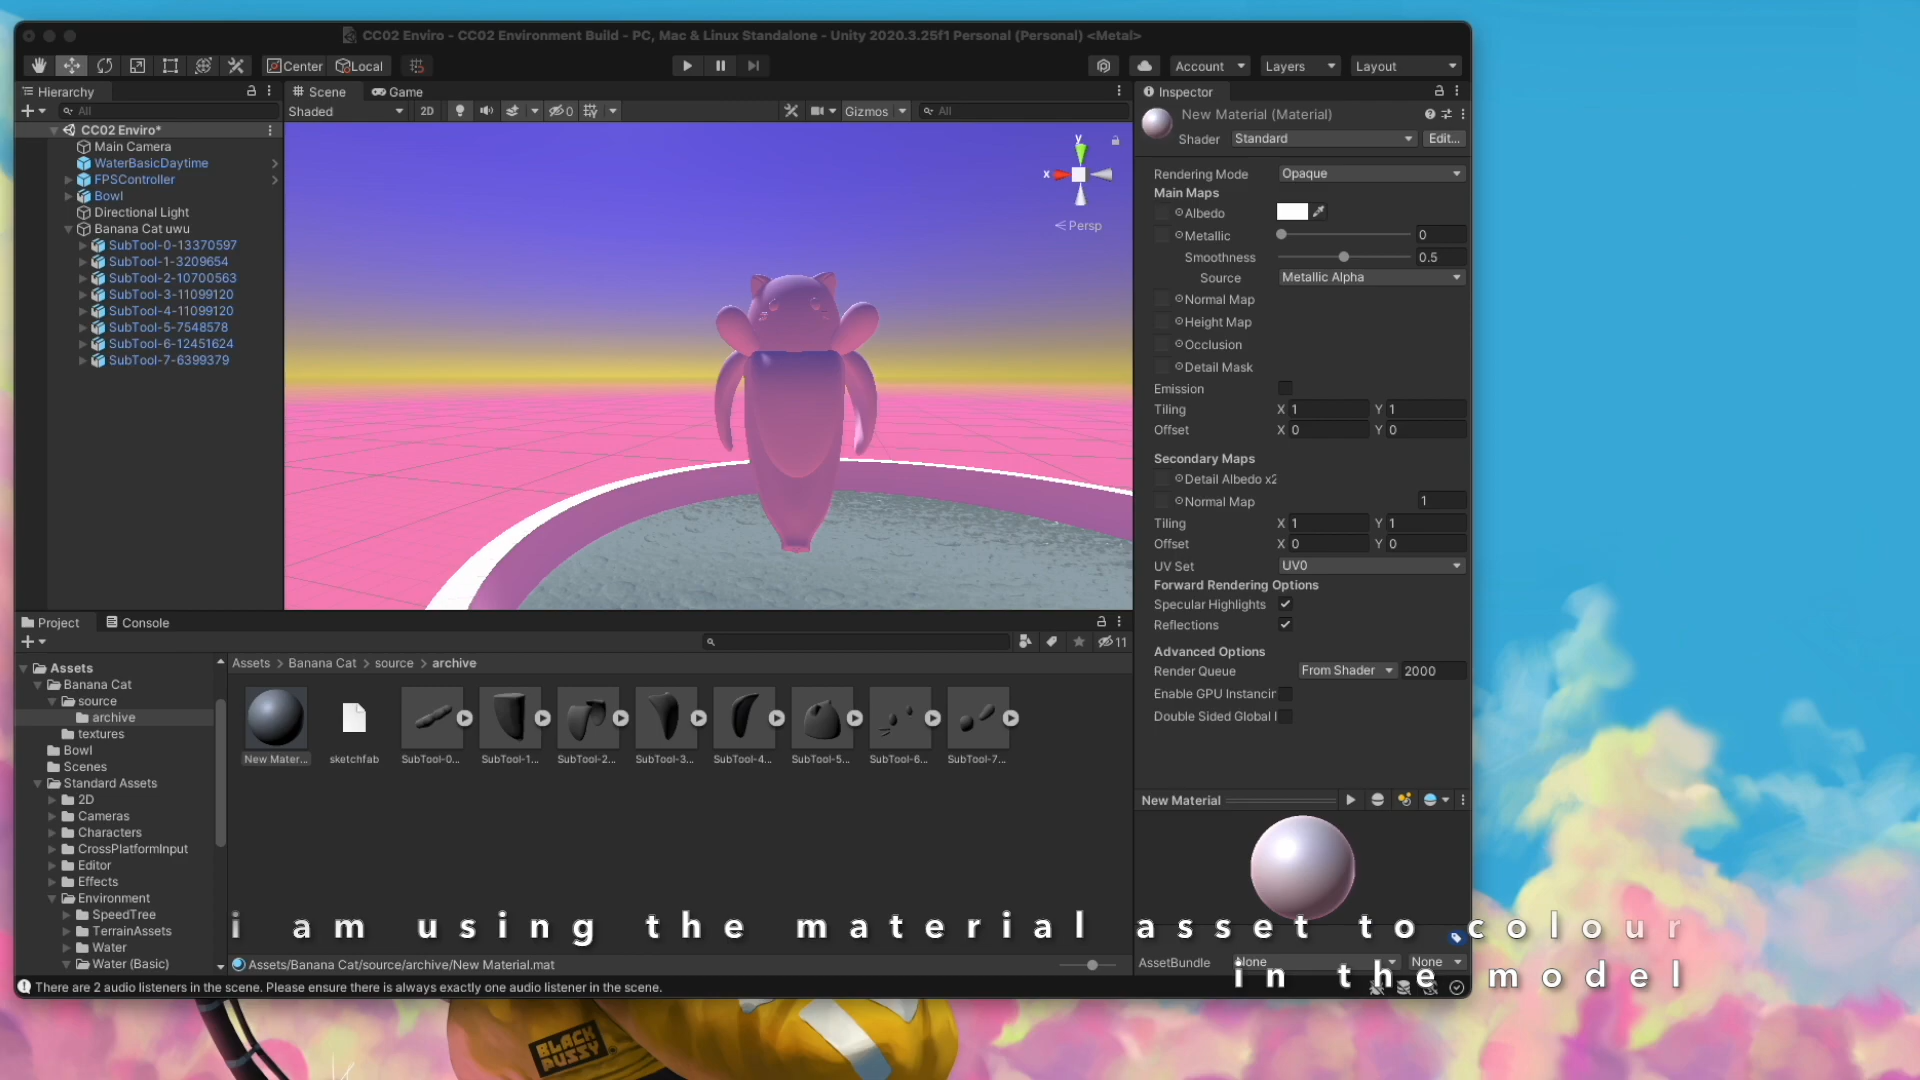 CC02 Enviro - CC02 Environment Build - PC, Mac & Linux Standalone - Unity 2020.3.25f1 Personal (Personal) <Metal>
Center Local Account Layers Layout
Hierarchy
All
CC02 Enviro*
Main Camera
WaterBasicDaytime
FPSController
Bowl
Directional Light
Banana Cat uwu
SubTool-0-13370597
SubTool-1-3209654
SubTool-2-10700563
SubTool-3-11099120
SubTool-4-11099120
SubTool-5-7548578
SubTool-6-12451624
SubTool-7-6399379
Scene Game
Shaded 2D 0 Gizmos All
y
x
Persp
Inspector
New Material (Material)
Shader Standard Edit...
Rendering Mode Opaque
Main Maps
Albedo
Metallic 0
Smoothness 0.5
Source Metallic Alpha
Normal Map
Height Map
Occlusion
Detail Mask
Emission
Tiling X 1 Y 1
Offset X 0 Y 0
Secondary Maps
Detail Albedo x2
Normal Map 1
Tiling X 1 Y 1
Offset X 0 Y 0
UV Set UV0
Forward Rendering Options
Specular Highlights
Reflections
Advanced Options
Render Queue From Shader 2000
Enable GPU Instancin
Double Sided Global I
New Material
AssetBundle None None
Project Console
11
Assets
Banana Cat
source
archive
textures
Bowl
Scenes
Standard Assets
2D
Cameras
Characters
CrossPlatformInput
Editor
Effects
Environment
SpeedTree
TerrainAssets
Water
Water (Basic)
Assets > Banana Cat > source > archive
New Mater... sketchfab SubTool-0... SubTool-1... SubTool-2... SubTool-3... SubTool-4... SubTool-5... SubTool-6... SubTool-7...
i am using the material asset to colour
in the model
Assets/Banana Cat/source/archive/New Material.mat
There are 2 audio listeners in the scene. Please ensure there is always exactly one audio listener in the scene.
BLACK
PUSSY